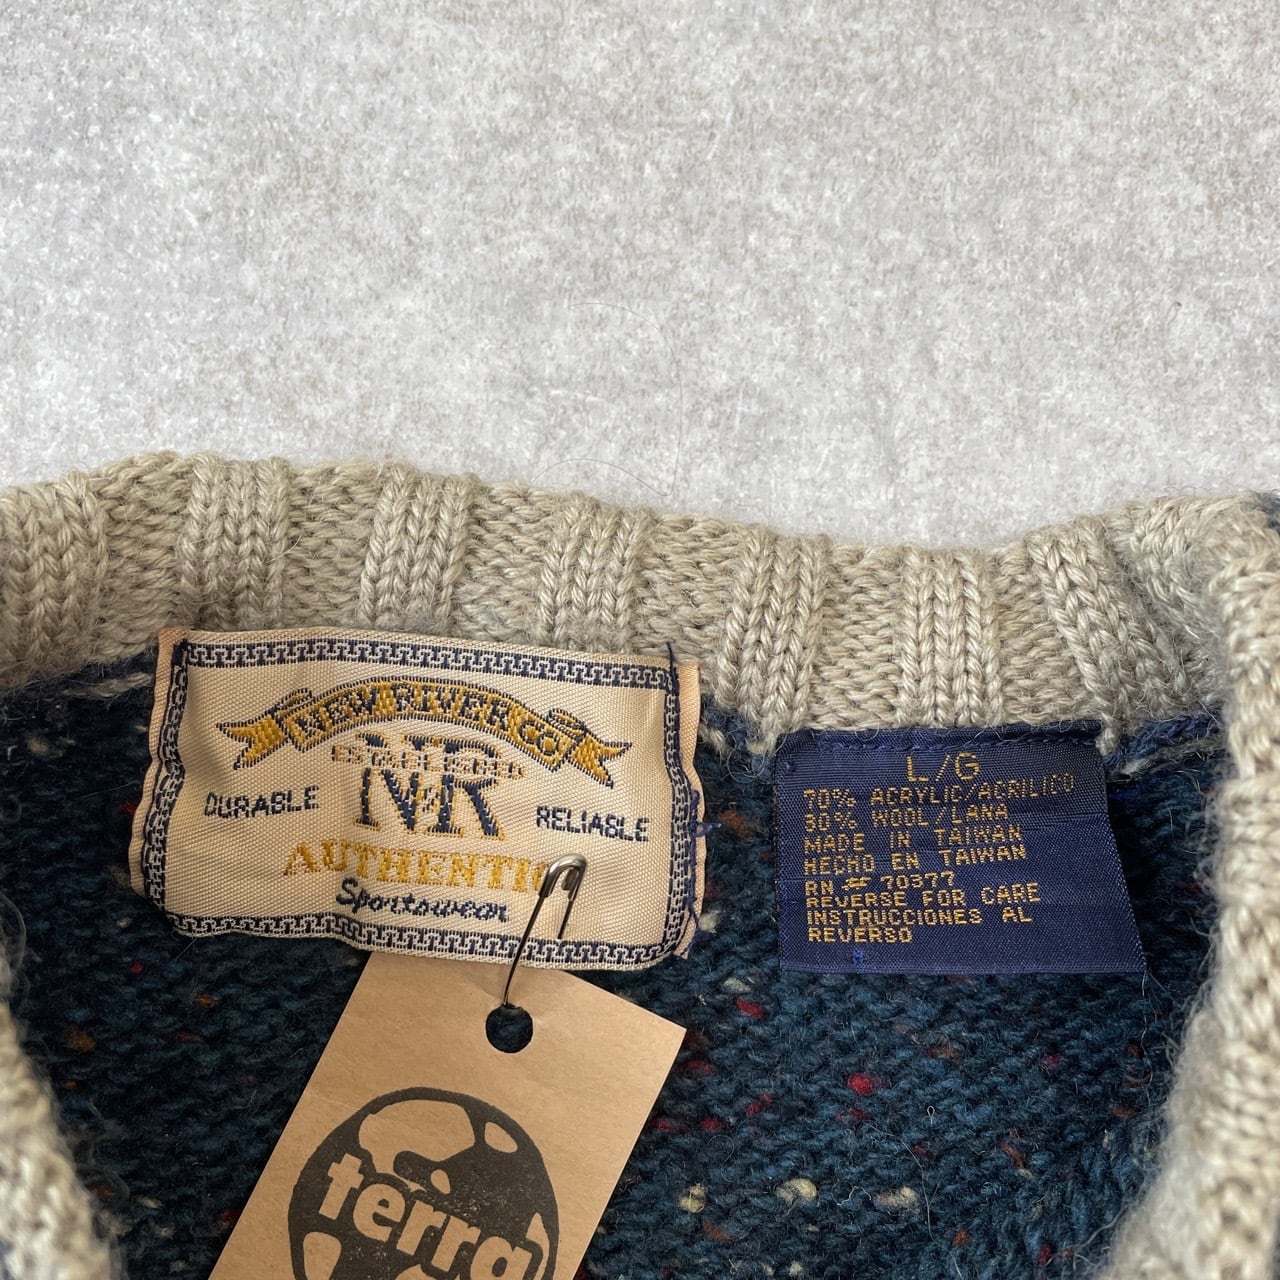 NEW RIVER CO.
ESTABLISHED
NR
DURABLE
RELIABLE
AUTHENTIC
Sportswear
L/G
70% ACRYLIC/ACRILICO
30% WOOL/LANA
MADE IN TAIWAN
HECHO EN TAIWAN
RN # 70377
REVERSE FOR CARE
INSTRUCCIONES AL
REVERSO
terra